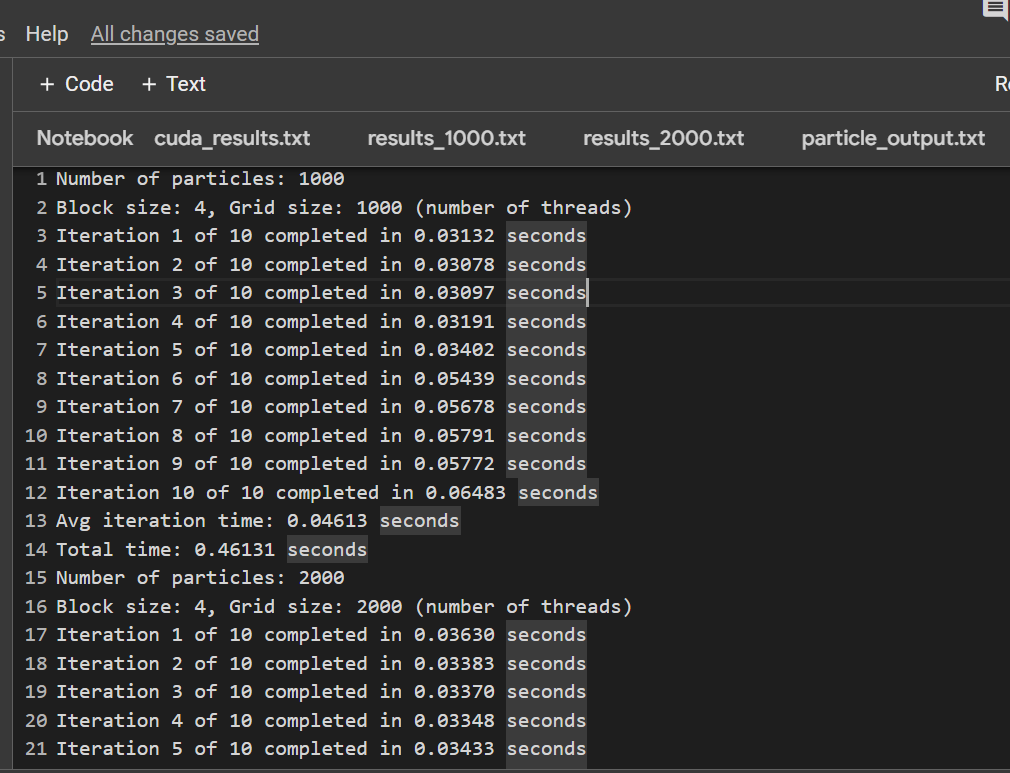 Help All changes saved
+ Code + Text
Notebook cuda_results.txt results_1000.txt results_2000.txt particle_output.txt
1 Number of particles: 1000
2 Block size: 4, Grid size: 1000 (number of threads)
3 Iteration 1 of 10 completed in 0.03132 seconds
4 Iteration 2 of 10 completed in 0.03078 seconds
5 Iteration 3 of 10 completed in 0.03097 seconds
6 Iteration 4 of 10 completed in 0.03191 seconds
7 Iteration 5 of 10 completed in 0.03402 seconds
8 Iteration 6 of 10 completed in 0.05439 seconds
9 Iteration 7 of 10 completed in 0.05678 seconds
10 Iteration 8 of 10 completed in 0.05791 seconds
11 Iteration 9 of 10 completed in 0.05772 seconds
12 Iteration 10 of 10 completed in 0.06483 seconds
13 Avg iteration time: 0.04613 seconds
14 Total time: 0.46131 seconds
15 Number of particles: 2000
16 Block size: 4, Grid size: 2000 (number of threads)
17 Iteration 1 of 10 completed in 0.03630 seconds
18 Iteration 2 of 10 completed in 0.03383 seconds
19 Iteration 3 of 10 completed in 0.03370 seconds
20 Iteration 4 of 10 completed in 0.03348 seconds
21 Iteration 5 of 10 completed in 0.03433 seconds